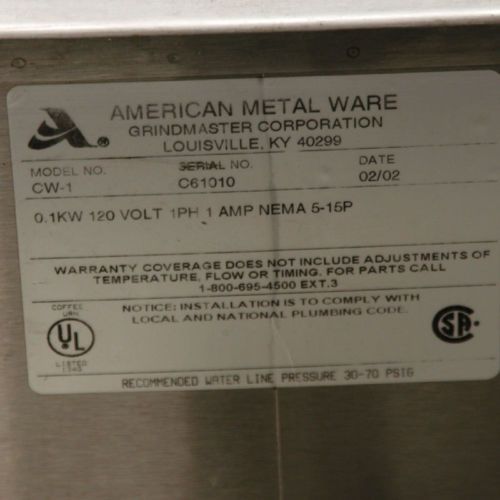 AMERICAN METAL WARE
GRINDMASTER CORPORATION
LOUISVILLE, KY 40299
MODEL NO. SERIAL NO. DATE
CW-1 C61010 02/02
0.1KW 120 VOLT 1PH 1 AMP NEMA 5-15P
WARRANTY COVERAGE DOES NOT INCLUDE ADJUSTMENTS OF
TEMPERATURE, FLOW OR TIMING. FOR PARTS CALL
1-800-695-4500 EXT.3
NOTICE: INSTALLATION IS TO COMPLY WITH
LOCAL AND NATIONAL PLUMBING CODE.
COFFEE
URN
UL
LISTED
SA
RECOMMENDED WATER LINE PRESSURE 30-70 PSIG